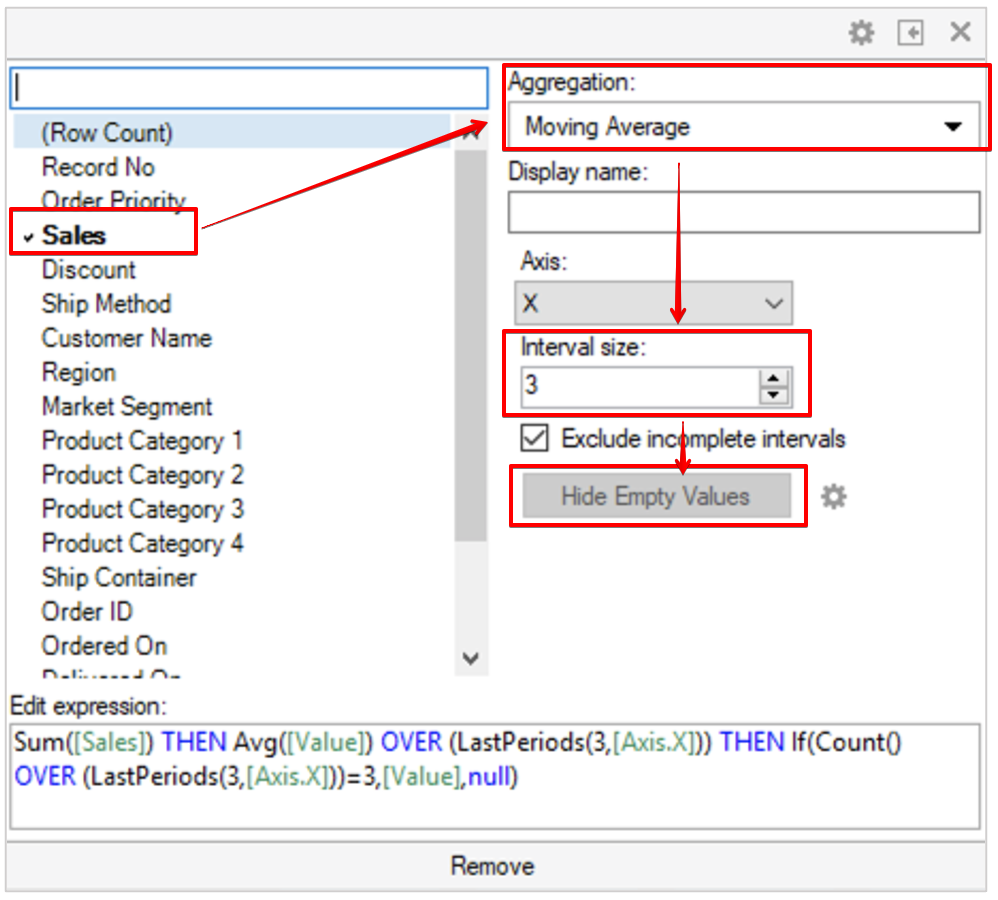 (Row Count)
Record No
Order Priority
Sales
Discount
Ship Method
Customer Name
Region
Market Segment
Product Category 1
Product Category 2
Product Category 3
Product Category 4
Ship Container
Order ID
Ordered On
Delivered On
Aggregation:
Moving Average
Display name:
Axis:
X
Interval size:
3
Exclude incomplete intervals
Hide Empty Values
Edit expression:
Sum([Sales]) THEN Avg([Value]) OVER (LastPeriods(3,[Axis.X])) THEN If(Count()
OVER (LastPeriods(3,[Axis.X]))=3,[Value],null)
Remove